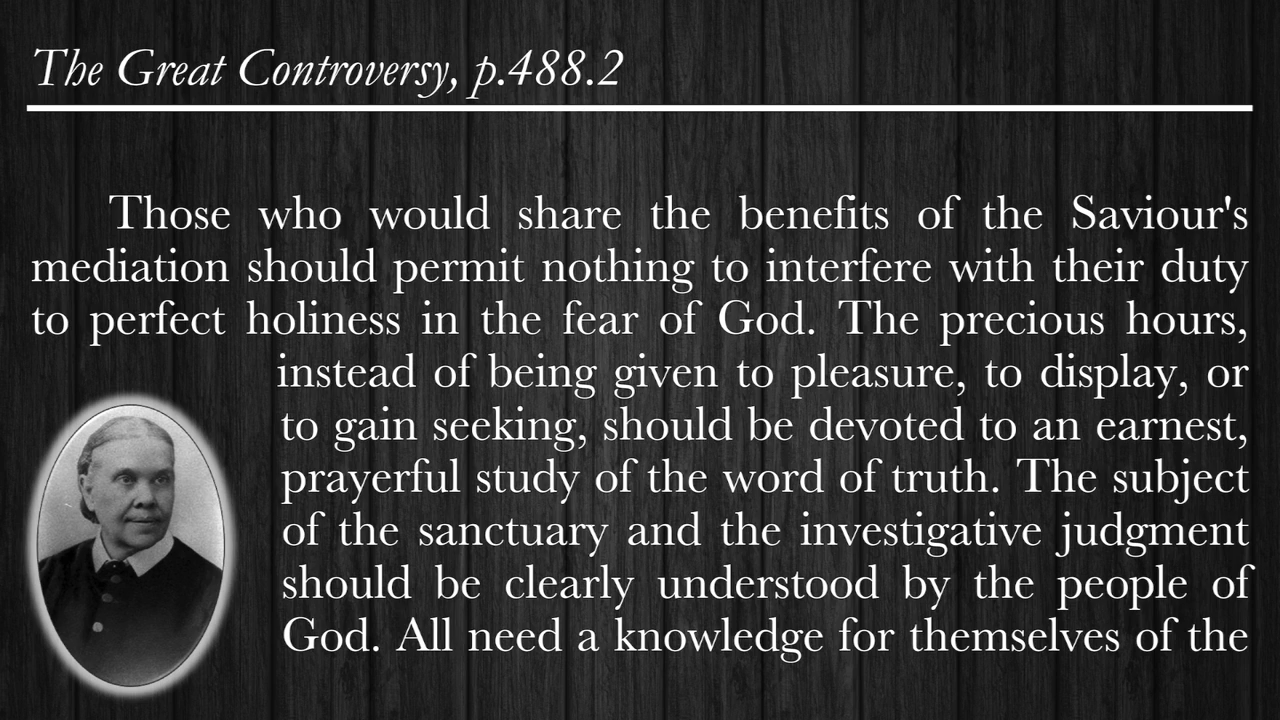 The Great Controversy, p.488.2
Those who would share the benefits of the Saviour's
mediation should permit nothing to interfere with their duty
to perfect holiness in the fear of God. The precious hours,
instead of being given to pleasure, to display, or
to gain seeking, should be devoted to an earnest,
prayerful study of the word of truth. The subject
of the sanctuary and the investigative judgment
should be clearly understood by the people of
God. All need a knowledge for themselves of the